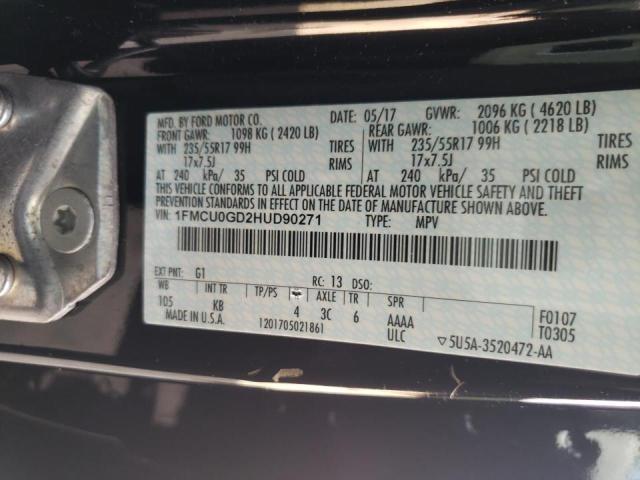 MFD. BY FORD MOTOR CO. DATE: 05/17 GVWR: 2096 KG ( 4620 LB)
FRONT GAWR: 1098 KG ( 2420 LB) REAR GAWR: 1006 KG ( 2218 LB)
WITH 235/55R17 99H TIRES WITH 235/55R17 99H TIRES
17x7.5J RIMS 17x7.5J RIMS
AT 240 kPa/ 35 PSI COLD AT 240 kPa/ 35 PSI COLD
THIS VEHICLE CONFORMS TO ALL APPLICABLE FEDERAL MOTOR VEHICLE SAFETY AND THEFT
PREVENTION STANDARDS IN EFFECT ON THE DATE OF MANUFACTURE SHOWN ABOVE.
VIN: 1FMCU0GD2HUD90271 TYPE: MPV
EXT PNT: G1 RC: 13 DSO:
WB INT TR TP/PS AXLE TR SPR
105 KB 4 3C 6 AAAA F0107
MADE IN U.S.A. 1201705021861 ULC T0305
▽5U5A-3520472-AA